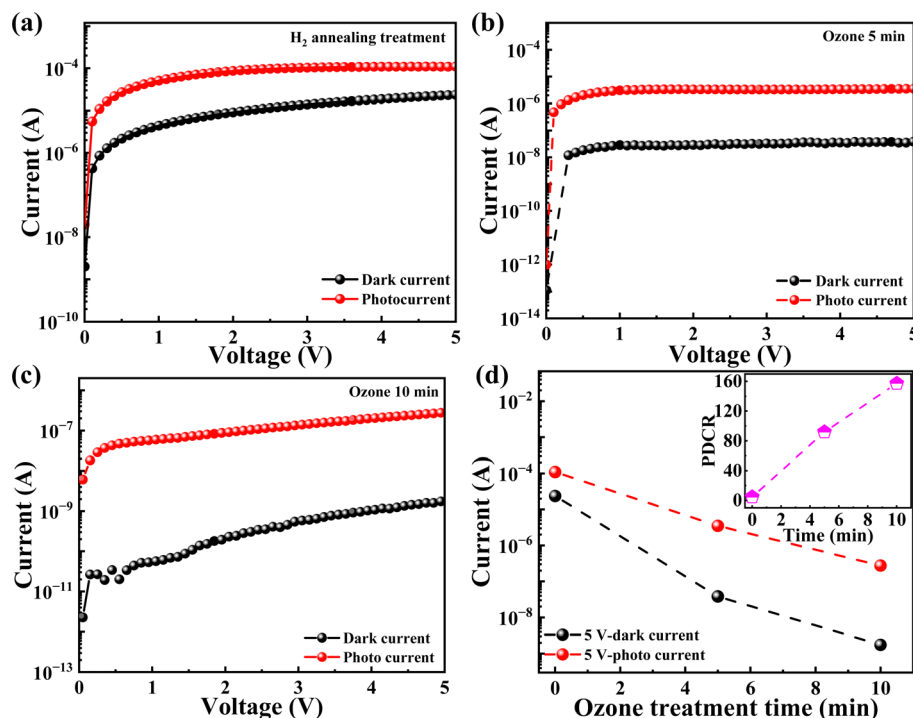 (a)
H₂ annealing treatment
10⁻⁴
10⁻⁶
10⁻⁸
10⁻¹⁰
Current (A)
Dark current
Photocurrent
0 1 2 3 4 5
Voltage (V)
(b)
Ozone 5 min
10⁻⁴
10⁻⁶
10⁻⁸
10⁻¹⁰
10⁻¹²
10⁻¹⁴
Current (A)
Dark current
Photo current
0 1 2 3 4 5
Voltage (V)
(c)
Ozone 10 min
10⁻⁷
10⁻⁹
10⁻¹¹
10⁻¹³
Current (A)
Dark current
Photo current
0 1 2 3 4 5
Voltage (V)
(d)
10⁻²
10⁻⁴
10⁻⁶
10⁻⁸
Current (A)
160
120
80
40
0
PDCR
0 2 4 6 8 10
Time (min)
5 V-dark current
5 V-photo current
0 2 4 6 8 10
Ozone treatment time (min)